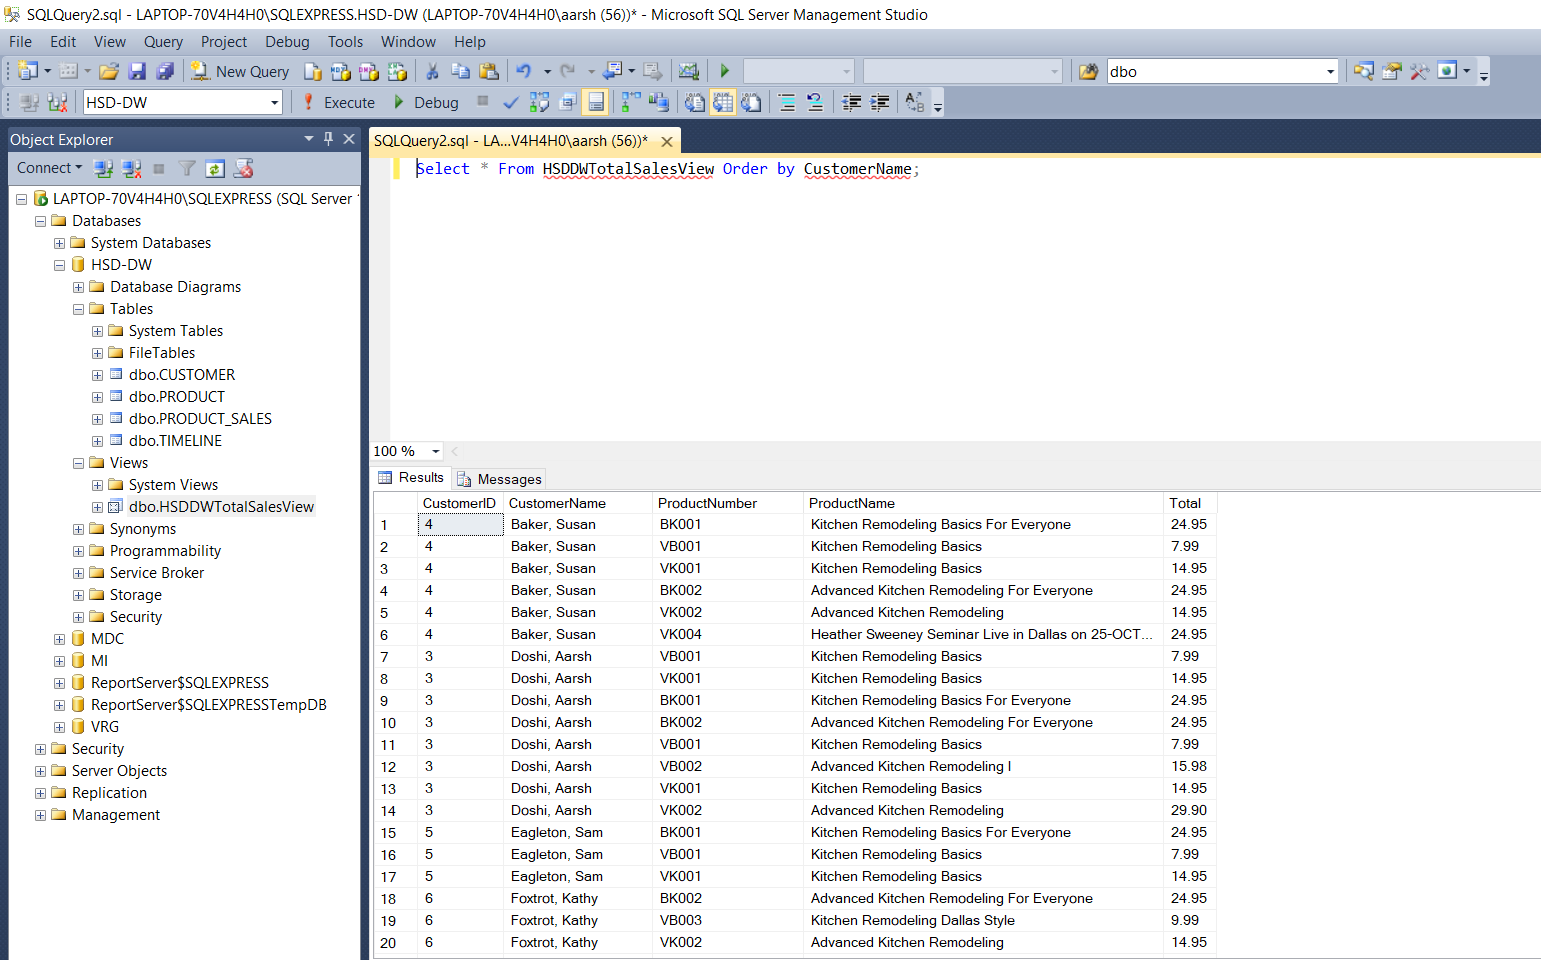 SQLQuery2.sql - LAPTOP-70V4H4H0\SQLEXPRESS.HSD-DW (LAPTOP-70V4H4H0\aarsh (56))* - Microsoft SQL Server Management Studio
File Edit View Query Project Debug Tools Window Help
New Query dbo
HSD-DW Execute Debug
Object Explorer
Connect
LAPTOP-70V4H4H0\SQLEXPRESS (SQL Server
Databases
System Databases
HSD-DW
Database Diagrams
Tables
System Tables
FileTables
dbo.CUSTOMER
dbo.PRODUCT
dbo.PRODUCT_SALES
dbo.TIMELINE
Views
System Views
dbo.HSDDWTotalSalesView
Synonyms
Programmability
Service Broker
Storage
Security
MDC
MI
ReportServer$SQLEXPRESS
ReportServer$SQLEXPRESSTempDB
VRG
Security
Server Objects
Replication
Management
SQLQuery2.sql - LA...V4H4H0\aarsh (56))*
Select * From HSDDWTotalSalesView Order by CustomerName;
100 %
Results Messages
CustomerID CustomerName ProductNumber ProductName Total
1 4 Baker, Susan BK001 Kitchen Remodeling Basics For Everyone 24.95
2 4 Baker, Susan VB001 Kitchen Remodeling Basics 7.99
3 4 Baker, Susan VK001 Kitchen Remodeling Basics 14.95
4 4 Baker, Susan BK002 Advanced Kitchen Remodeling For Everyone 24.95
5 4 Baker, Susan VK002 Advanced Kitchen Remodeling 14.95
6 4 Baker, Susan VK004 Heather Sweeney Seminar Live in Dallas on 25-OCT... 24.95
7 3 Doshi, Aarsh VB001 Kitchen Remodeling Basics 7.99
8 3 Doshi, Aarsh VK001 Kitchen Remodeling Basics 14.95
9 3 Doshi, Aarsh BK001 Kitchen Remodeling Basics For Everyone 24.95
10 3 Doshi, Aarsh BK002 Advanced Kitchen Remodeling For Everyone 24.95
11 3 Doshi, Aarsh VB001 Kitchen Remodeling Basics 7.99
12 3 Doshi, Aarsh VB002 Advanced Kitchen Remodeling I 15.98
13 3 Doshi, Aarsh VK001 Kitchen Remodeling Basics 14.95
14 3 Doshi, Aarsh VK002 Advanced Kitchen Remodeling 29.90
15 5 Eagleton, Sam BK001 Kitchen Remodeling Basics For Everyone 24.95
16 5 Eagleton, Sam VB001 Kitchen Remodeling Basics 7.99
17 5 Eagleton, Sam VK001 Kitchen Remodeling Basics 14.95
18 6 Foxtrot, Kathy BK002 Advanced Kitchen Remodeling For Everyone 24.95
19 6 Foxtrot, Kathy VB003 Kitchen Remodeling Dallas Style 9.99
20 6 Foxtrot, Kathy VK002 Advanced Kitchen Remodeling 14.95